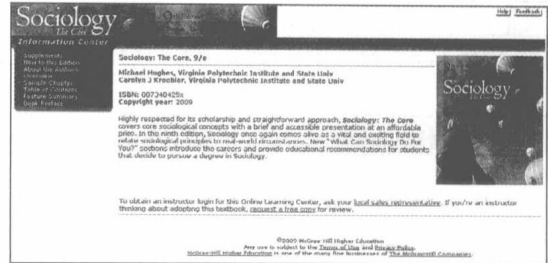 Help Feedback
Sociology
The Core
Information Center
Supplements
New to this Edition
About the Authors
Overview
Sample Chapter
Table of Contents
Feature Summary
Book Preface
Sociology: The Core, 9/e
Michael Hughes, Virginia Polytechnic Institute and State Univ
Carolyn J Kroehler, Virginia Polytechnic Institute and State Univ
ISBN: 007340425x
Copyright year: 2009
Highly respected for its scholarship and straightforward approach, Sociology: The Core
covers core sociological concepts with a brief and accessible presentation at an affordable
price. In the ninth edition, Sociology once again comes alive as a vital and exciting field to
relate sociological principles to real-world circumstances. New "What Can Sociology Do For
You?" sections introduce the careers and provide educational recommendations for students
that decide to pursue a degree in Sociology.
Sociology
To obtain an instructor login for this Online Learning Center, ask your local sales representative. If you're an instructor
thinking about adopting this textbook, request a free copy for review.
©2009 McGraw-Hill Higher Education
Any use is subject to the Terms of Use and Privacy Policy.
McGraw-Hill Higher Education is one of the many fine businesses of The McGraw-Hill Companies.